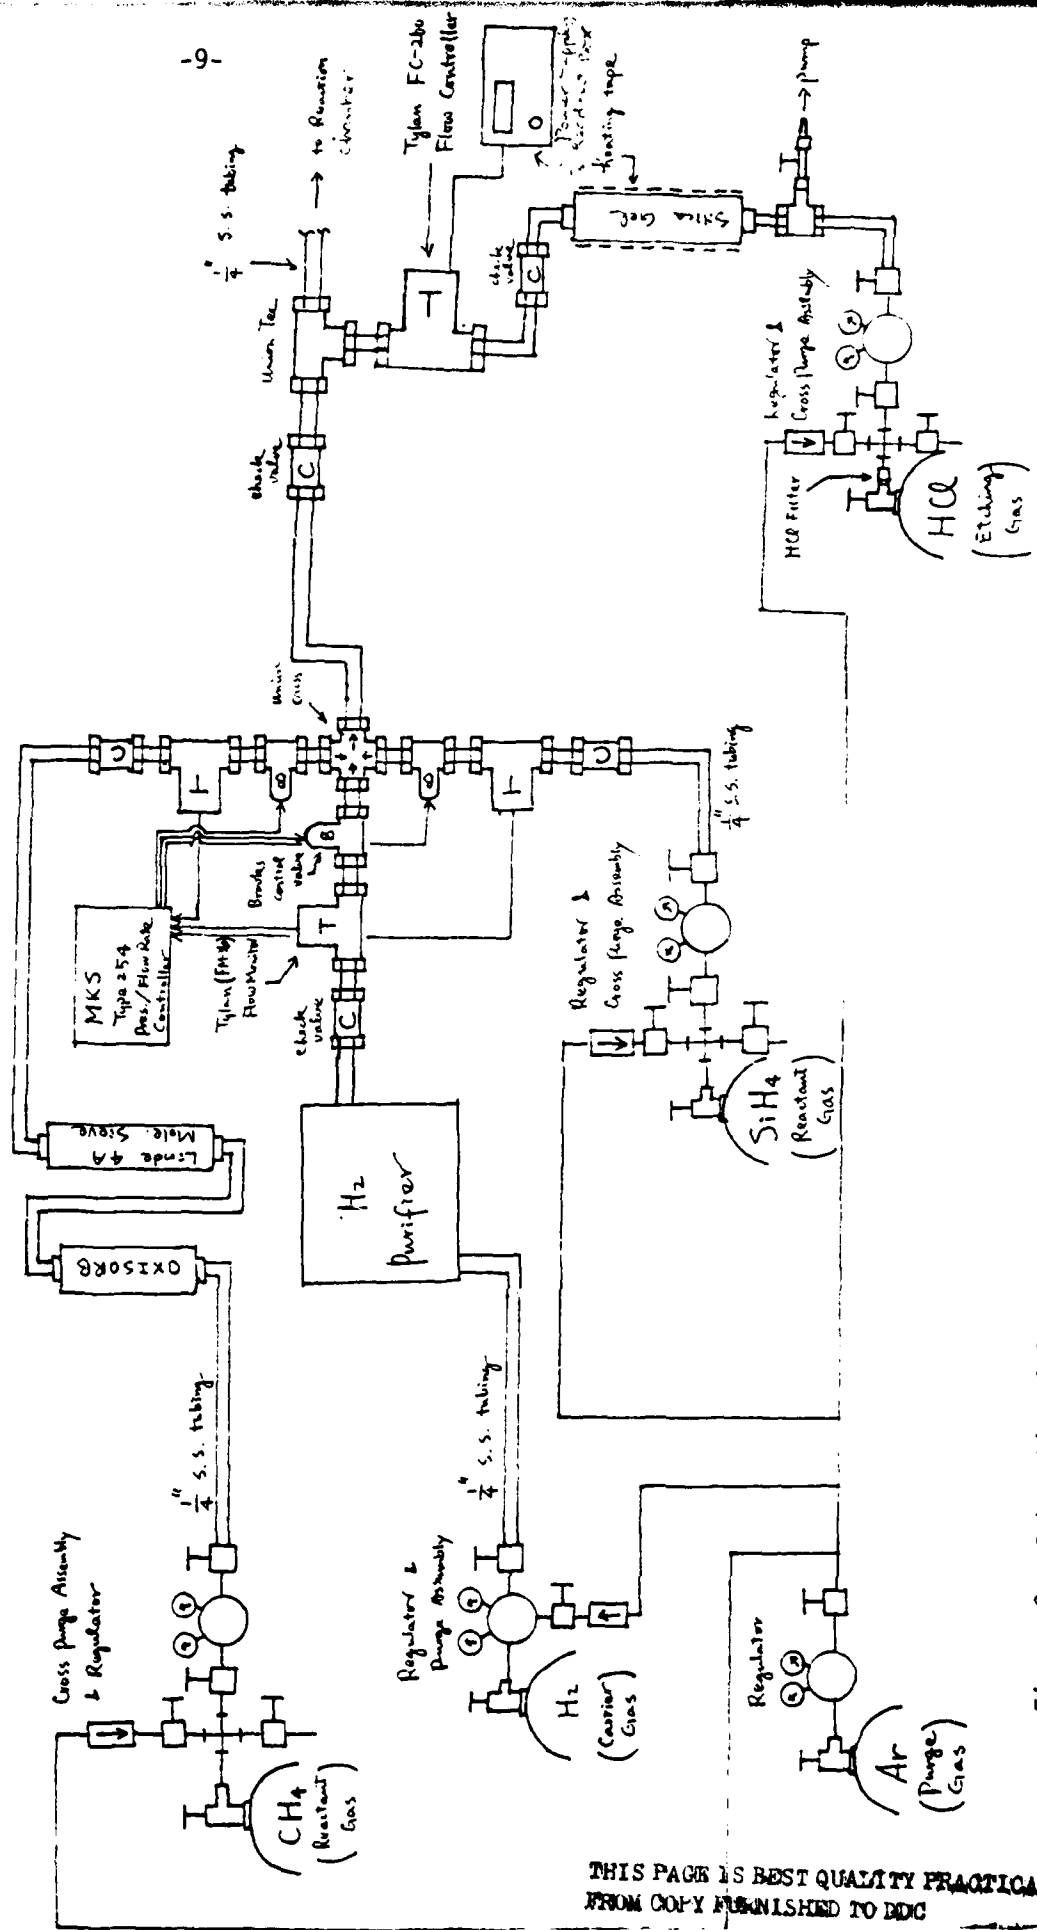 -9-
1/4" S.S. tubing
→ to Reaction
Chamber
Tylan FC-260
Flow Controller
Power supply
heating tape
→ pump
Union Tee
check
valve
C
T
check
valve
C
Silica Gel
Regulator &
Cross Purge Assembly
HCl Filter
HCl
(Etching
Gas)
Union
Cross
C
T
B
B
T
C
1/4" S.S. tubing
MKS
Type 254
Pres./Flow Rate
Controller
Brooks
control
valve
B
T
Tylan
Flow Monitor
check
valve
C
Regulator &
Cross Purge Assembly
SiH4
(Reactant
Gas)
Linde 4A
Mole. Sieve
OXISORB
H2
Purifier
1/4" S.S. tubing
1/4" S.S. tubing
Cross Purge Assembly
& Regulator
CH4
(Reactant
Gas)
Regulator &
Purge Assembly
H2
(Carrier
Gas)
Regulator
Ar
(Purge
Gas)
THIS PAGE IS BEST QUALITY PRACTICA
FROM COPY FURNISHED TO DDC